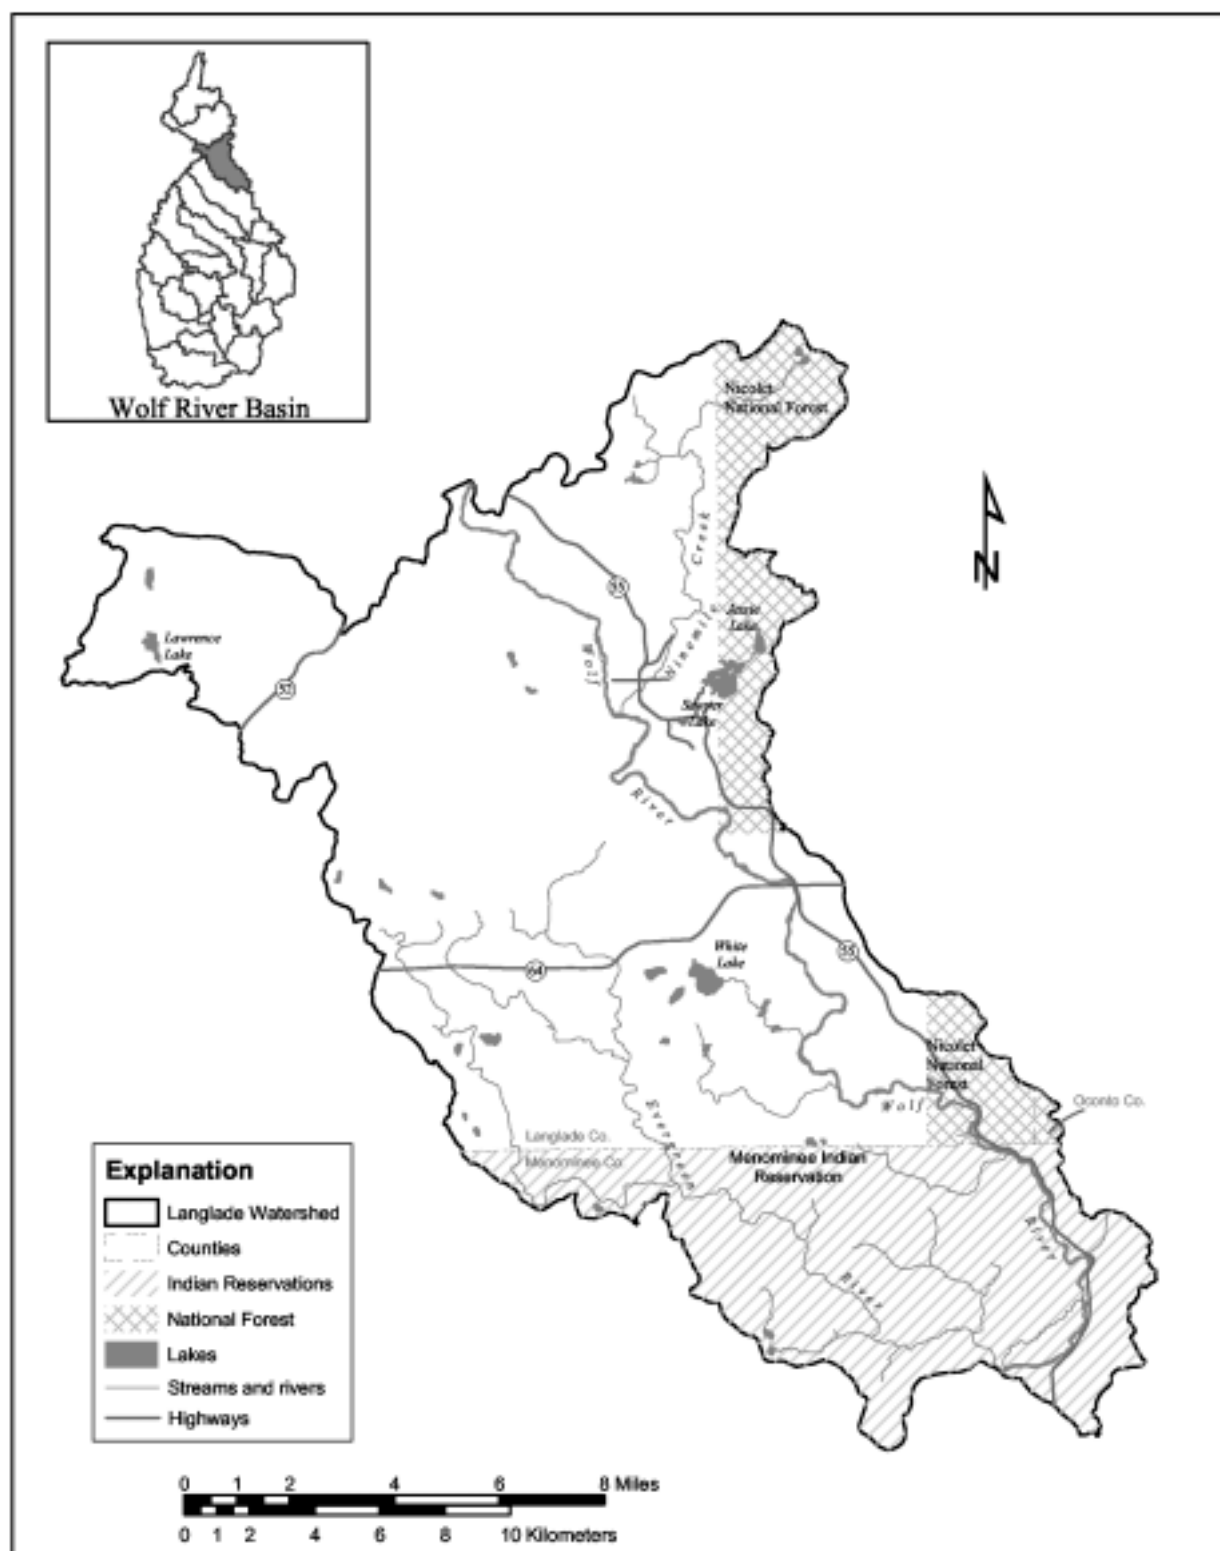 Wolf River Basin
Nicolet
National Forest
Creek
55
Ninemile
Lake
Lawrence
Lake
Wolf
52
Lake
River
White
Lake
55
64
Nicolet
National
Forest
Oconto Co.
Wolf
Evergreen
Langlade Co.
Menominee Co.
Menominee Indian
Reservation
River
River
N
Explanation
Langlade Watershed
Counties
Indian Reservations
National Forest
Lakes
Streams and rivers
Highways
0 1 2 4 6 8 Miles
0 1 2 4 6 8 10 Kilometers